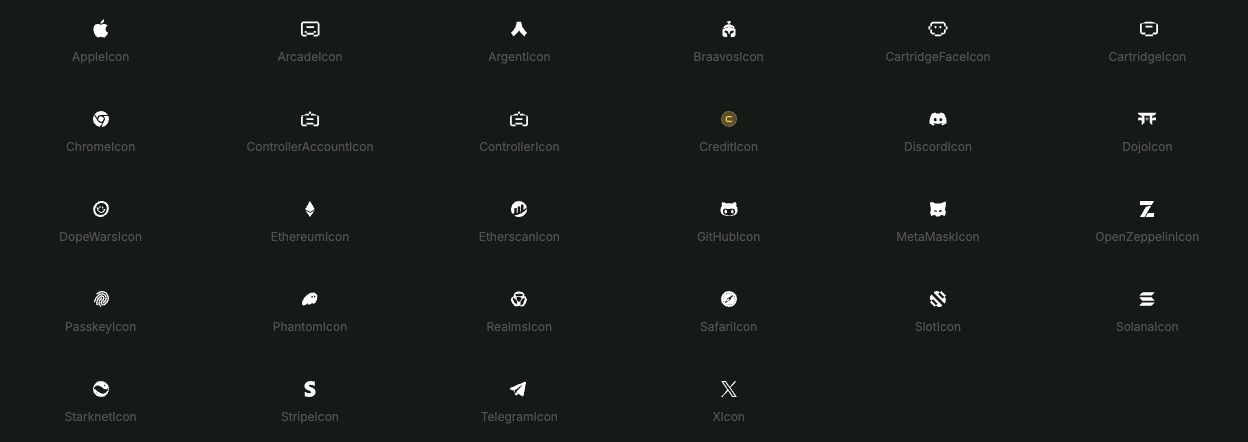 AppleIcon ArcadeIcon ArgentIcon BraavosIcon CartridgeFaceIcon CartridgeIcon
ChromeIcon ControllerAccountIcon ControllerIcon CreditIcon DiscordIcon DojoIcon
DopeWarsIcon EthereumIcon EtherscanIcon GitHubIcon MetaMaskIcon OpenZeppelinIcon
PasskeyIcon PhantomIcon RealmsIcon SafariIcon SlotIcon SolanaIcon
StarknetIcon StripeIcon TelegramIcon XIcon